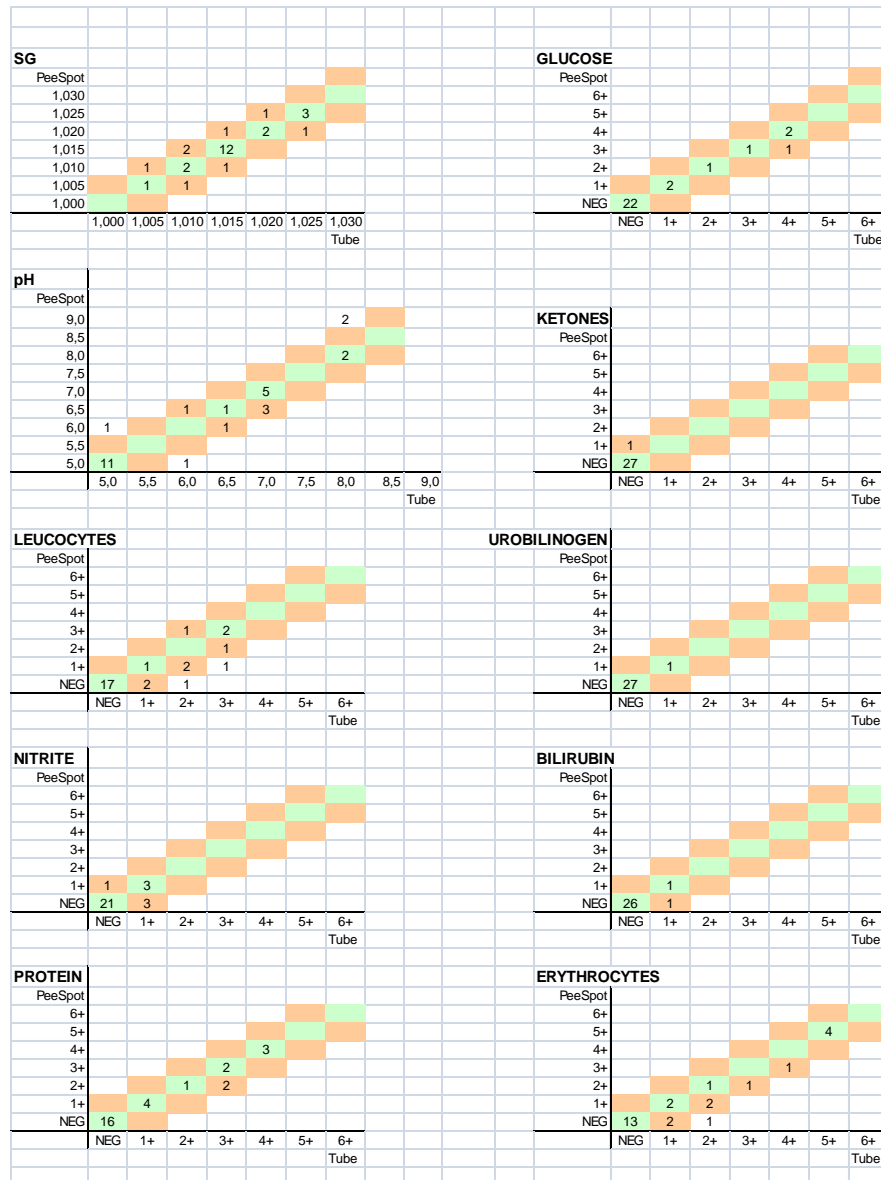 SG
PeeSpot
1,030
1,025 1 3
1,020 1 2 1
1,015 2 12
1,010 1 2 1
1,005 1 1
1,000
1,000 1,005 1,010 1,015 1,020 1,025 1,030
Tube
GLUCOSE
PeeSpot
6+
5+
4+ 2
3+ 1 1
2+ 1
1+ 2
NEG 22
NEG 1+ 2+ 3+ 4+ 5+ 6+
Tube
pH
PeeSpot
9,0 2
8,5
8,0 2
7,5
7,0 5
6,5 1 1 3
6,0 1 1
5,5
5,0 11 1
5,0 5,5 6,0 6,5 7,0 7,5 8,0 8,5 9,0
Tube
KETONES
PeeSpot
6+
5+
4+
3+
2+
1+ 1
NEG 27
NEG 1+ 2+ 3+ 4+ 5+ 6+
Tube
LEUCOCYTES
PeeSpot
6+
5+
4+
3+ 1 2
2+ 1
1+ 1 2 1
NEG 17 2 1
NEG 1+ 2+ 3+ 4+ 5+ 6+
Tube
UROBILINOGEN
PeeSpot
6+
5+
4+
3+
2+
1+ 1
NEG 27
NEG 1+ 2+ 3+ 4+ 5+ 6+
Tube
NITRITE
PeeSpot
6+
5+
4+
3+
2+
1+ 1 3
NEG 21 3
NEG 1+ 2+ 3+ 4+ 5+ 6+
Tube
BILIRUBIN
PeeSpot
6+
5+
4+
3+
2+
1+ 1
NEG 26 1
NEG 1+ 2+ 3+ 4+ 5+ 6+
Tube
PROTEIN
PeeSpot
6+
5+
4+ 3
3+ 2
2+ 1 2
1+ 4
NEG 16
NEG 1+ 2+ 3+ 4+ 5+ 6+
Tube
ERYTHROCYTES
PeeSpot
6+
5+ 4
4+
3+ 1
2+ 1 1
1+ 2 2
NEG 13 2 1
NEG 1+ 2+ 3+ 4+ 5+ 6+
Tube